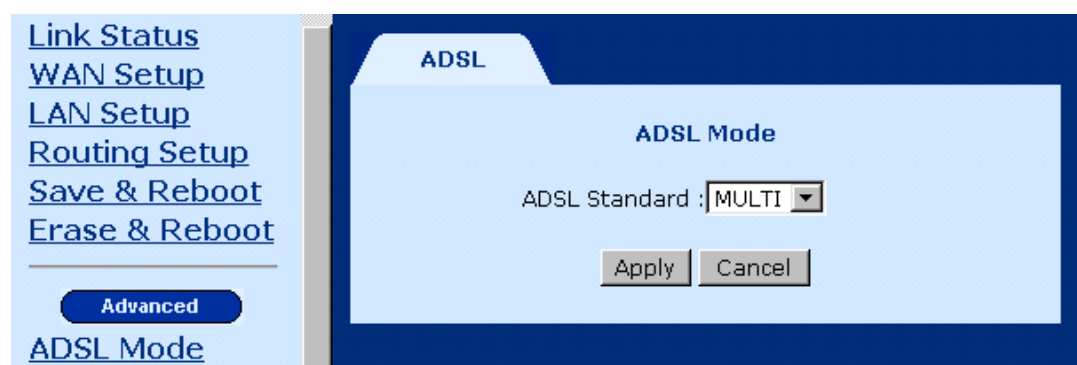 Link Status
WAN Setup
LAN Setup
Routing Setup
Save & Reboot
Erase & Reboot
Advanced
ADSL Mode
ADSL
ADSL Mode
ADSL Standard : MULTI
Apply Cancel